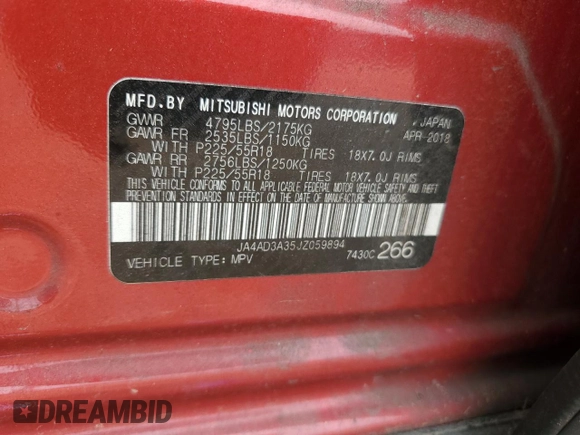 MFD.BY MITSUBISHI MOTORS CORPORATION JAPAN
GVWR 4795LBS/2175KG APR-2018
GAWR FR 2535LBS/1150KG
WITH P225/55R18 TIRES 18X7.0J RIMS
GAWR RR 2756LBS/1250KG
WITH P225/55R18 TIRES 18X7.0J RIMS
THIS VEHICLE CONFORMS TO ALL APPLICABLE FEDERAL MOTOR VEHICLE SAFETY AND THEFT
PREVENTION STANDARDS IN EFFECT ON THE DATE OF MANUFACTURE SHOWN ABOVE.
JA4AD3A35JZ059894
VEHICLE TYPE: MPV 7430C 266
DREAMBID